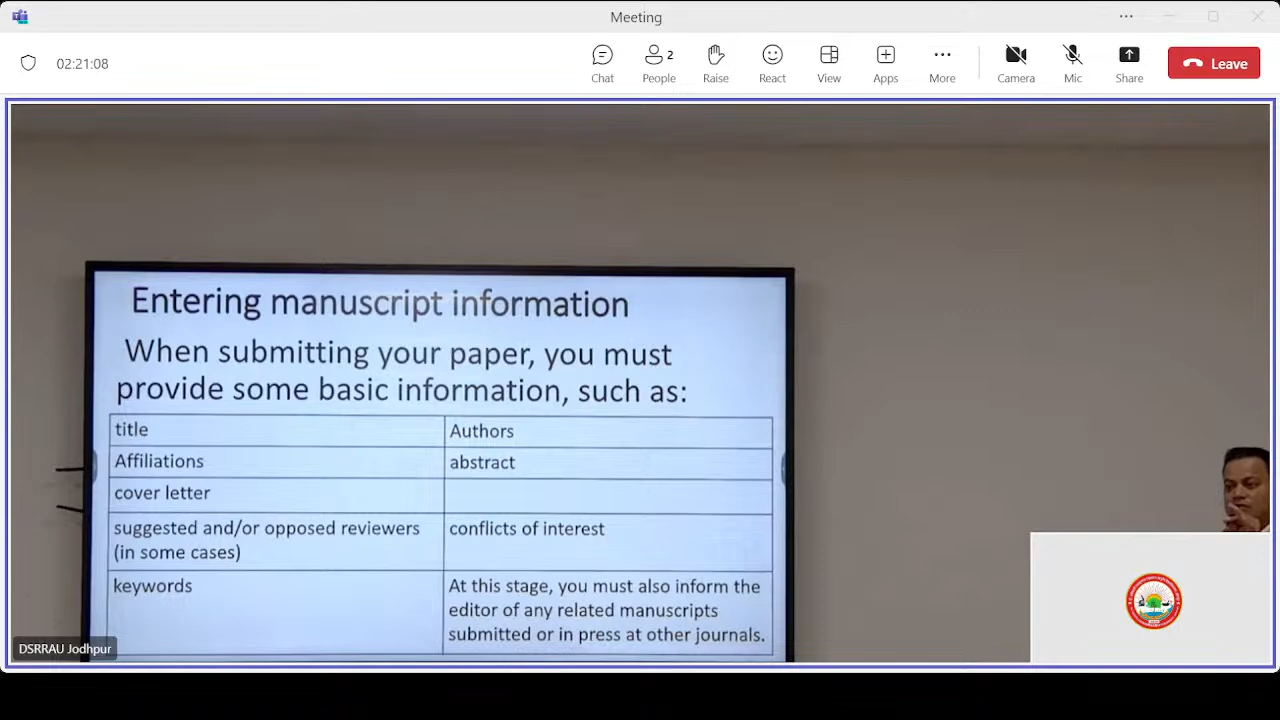 Meeting
02:21:08
2
Chat
People
Raise
React
View
Apps
More
Camera
Mic
Share
Leave
Entering manuscript information
When submitting your paper, you must
provide some basic information, such as:
title
Authors
Affiliations
abstract
cover letter
suggested and/or opposed reviewers
(in some cases)
conflicts of interest
keywords
At this stage, you must also inform the
editor of any related manuscripts
submitted or in press at other journals.
DSRRAU Jodhpur